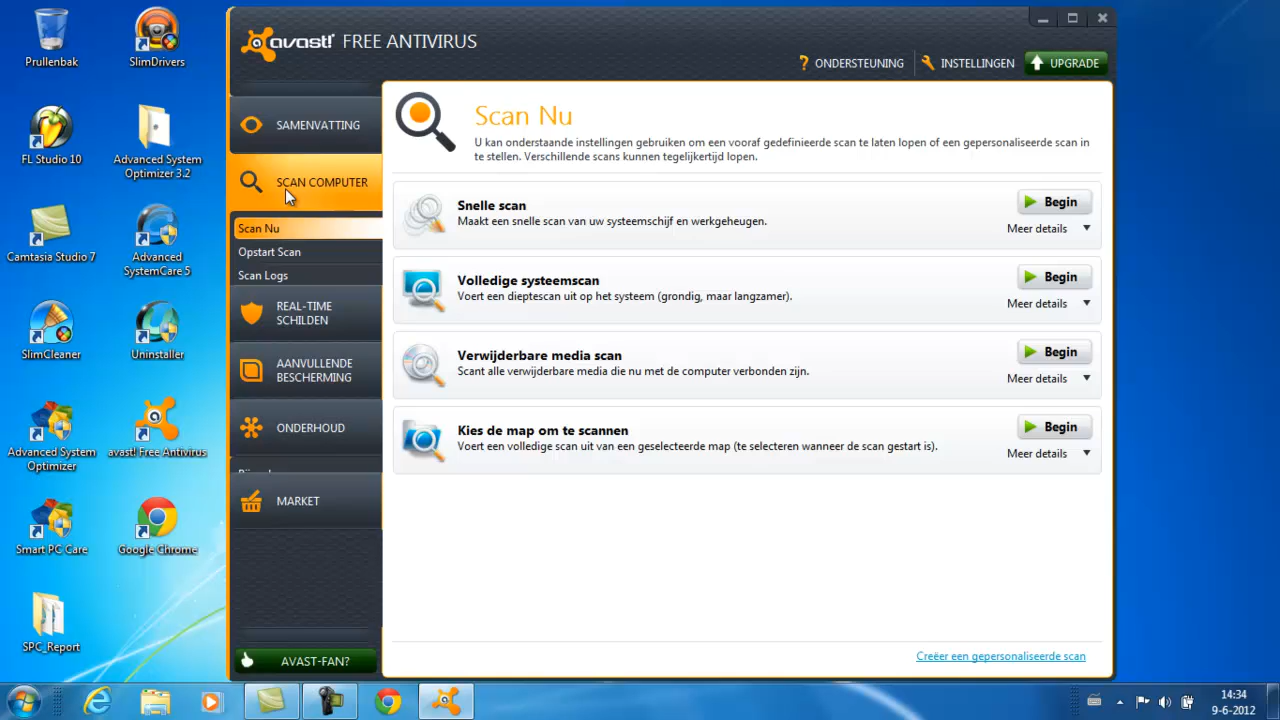 Prullenbak
SlimDrivers
FL Studio 10
Advanced System
Optimizer 3.2
Camtasia Studio 7
Advanced
SystemCare 5
SlimCleaner
Uninstaller
Advanced System
Optimizer
avast! Free Antivirus
Smart PC Care
Google Chrome
SPC_Report
avast! FREE ANTIVIRUS
? ONDERSTEUNING
INSTELLINGEN
UPGRADE
SAMENVATTING
SCAN COMPUTER
Scan Nu
Opstart Scan
Scan Logs
REAL-TIME
SCHILDEN
AANVULLENDE
BESCHERMING
ONDERHOUD
MARKET
AVAST-FAN?
Scan Nu
U kan onderstaande instellingen gebruiken om een vooraf gedefinieerde scan te laten lopen of een gepersonaliseerde scan in
te stellen. Verschillende scans kunnen tegelijkertijd lopen.
Snelle scan
Maakt een snelle scan van uw systeemschijf en werkgeheugen.
Begin
Meer details
Volledige systeemscan
Voert een dieptescan uit op het systeem (grondig, maar langzamer).
Begin
Meer details
Verwijderbare media scan
Scant alle verwijderbare media die nu met de computer verbonden zijn.
Begin
Meer details
Kies de map om te scannen
Voert een volledige scan uit van een geselecteerde map (te selecteren wanneer de scan gestart is).
Begin
Meer details
Creëer een gepersonaliseerde scan
14:34
9-6-2012